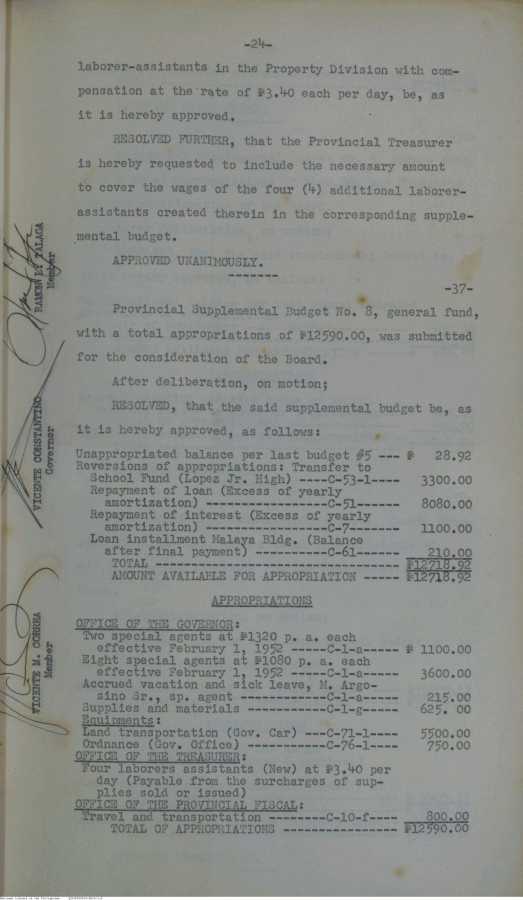 -24-
laborer-assistants in the Property Division with com-
pensation at the rate of ₱3.40 each per day, be, as
it is hereby approved.
RESOLVED FURTHER, that the Provincial Treasurer
is hereby requested to include the necessary amount
to cover the wages of the four (4) additional laborer-
assistants created therein in the corresponding supple-
mental budget.
APPROVED UNANIMOUSLY.
-------
-37-
Provincial Supplemental Budget No. 8, general fund,
with a total appropriations of ₱12590.00, was submitted
for the consideration of the Board.
After deliberation, on motion;
RESOLVED, that the said supplemental budget be, as
it is hereby approved, as follows:
Unappropriated balance per last budget #5 --- ₱ 28.92
Reversions of appropriations: Transfer to
School Fund (Lopez Jr. High) ----C-53-1---- 3300.00
Repayment of loan (Excess of yearly
amortization) -----------------C-51------ 8080.00
Repayment of interest (Excess of yearly
amortization) -----------------C-7------- 1100.00
Loan installment Malaya Bldg. (Balance
after final payment) ----------C-61------ 210.00
TOTAL ---------------------------------- ₱12718.92
AMOUNT AVAILABLE FOR APPROPRIATION ----- ₱12718.92
APPROPRIATIONS
OFFICE OF THE GOVERNOR:
Two special agents at ₱1320 p. a. each
effective February 1, 1952 -----C-1-a----- ₱ 1100.00
Eight special agents at ₱1080 p. a. each
effective February 1, 1952 -----C-1-a----- 3600.00
Accrued vacation and sick leave, M. Argo-
sino Sr., sp. agent ------------C-1-a----- 215.00
Supplies and materials -----------C-1-g----- 625. 00
Equipments:
Land transportation (Gov. Car) ---C-71-1---- 5500.00
Ordnance (Gov. Office) -----------C-76-1---- 750.00
OFFICE OF THE TREASURER:
Four laborers assistants (New) at ₱3.40 per
day (Payable from the surcharges of sup-
plies sold or issued)
OFFICE OF THE PROVINCIAL FISCAL:
Travel and transportation --------C-10-f---- 800.00
TOTAL OF APPROPRIATIONS ---------------- ₱12590.00
RAMON DY TALAGA
Member
VICENTE CONSTANTINO
Governor
VICENTE M. CORREA
Member
National Library of the Philippines